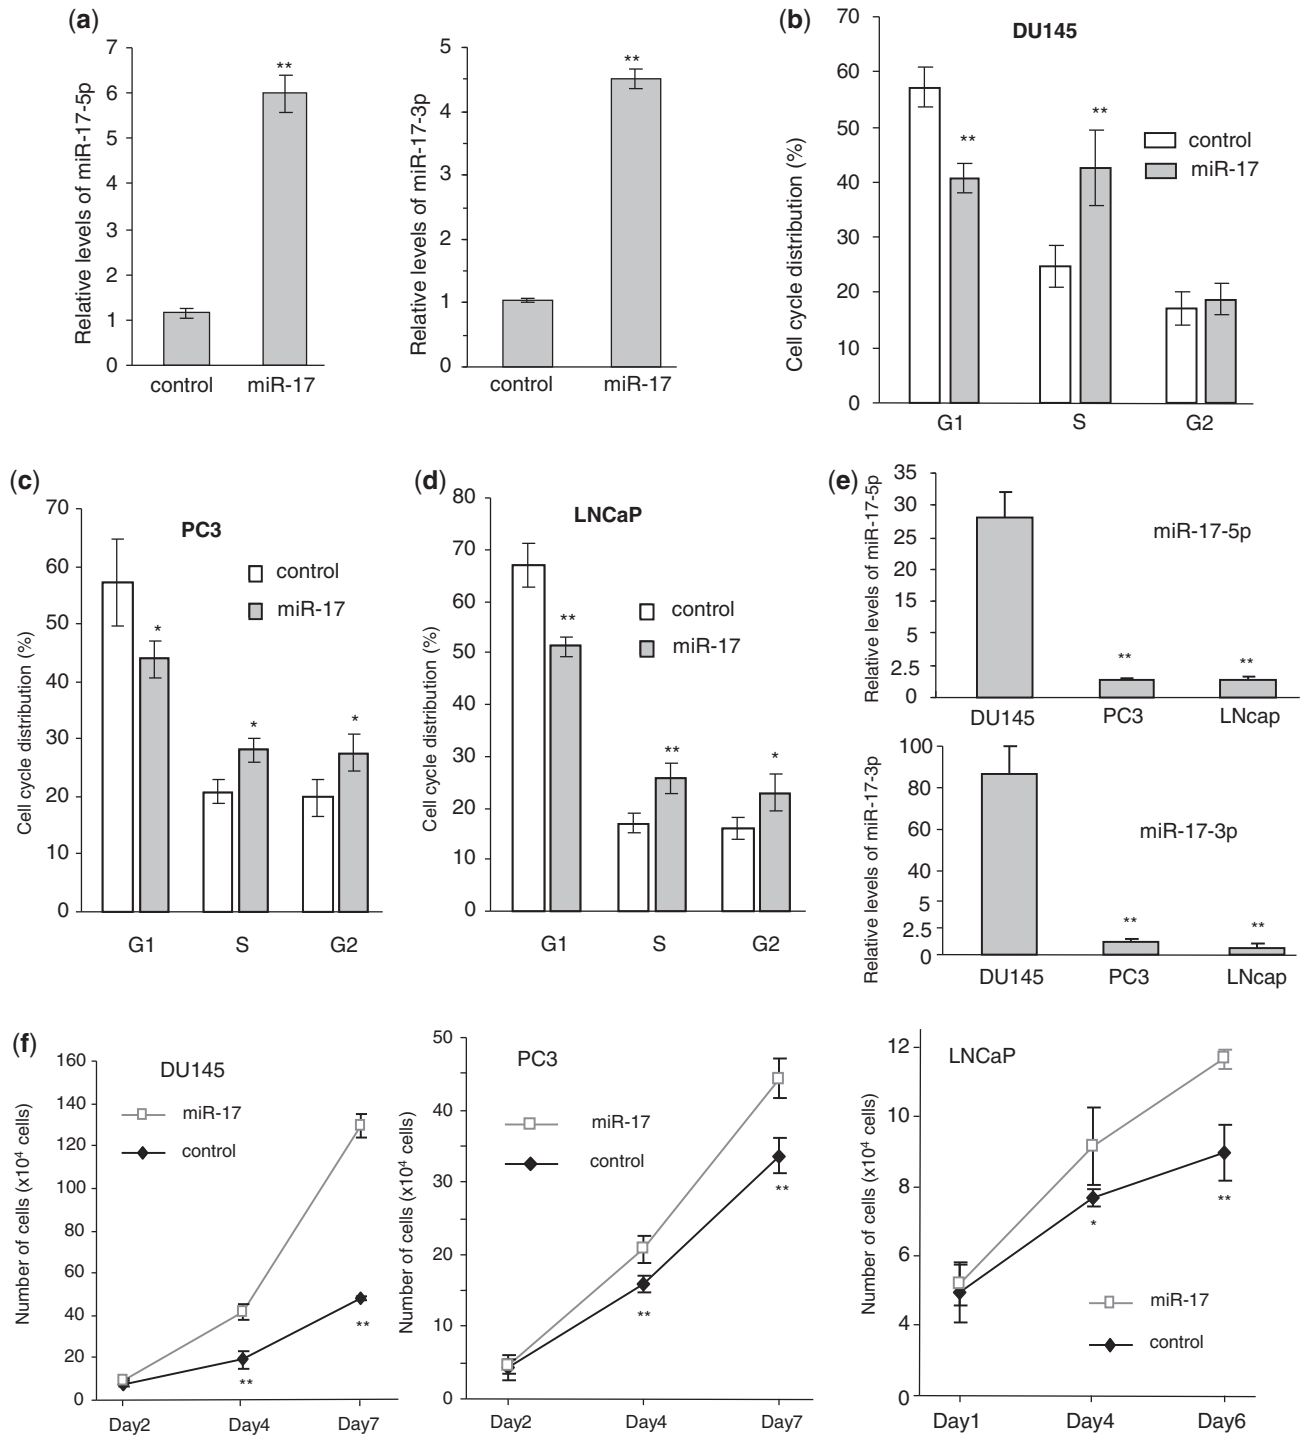 (a)
Relative levels of miR-17-5p
7
6
5
4
3
2
1
0
**
control
miR-17
Relative levels of miR-17-3p
5
4
4
5
3
2
1
0
**
control
miR-17
(b)
DU145
Cell cycle distribution (%)
70
60
50
40
30
20
10
0
**
**
control
miR-17
G1
S
G2
(c)
PC3
Cell cycle distribution (%)
70
60
50
40
30
20
10
0
control
miR-17
*
*
*
G1
S
G2
(d)
LNCaP
Cell cycle distribution (%)
80
70
60
50
40
30
20
10
0
control
miR-17
**
**
*
G1
S
G2
(e)
Relative levels of miR-17-5p
35
30
25
20
15
5
2.5
0
miR-17-5p
**
**
DU145
PC3
LNcap
Relative levels of miR-17-3p
100
80
60
40
5
2.5
0
miR-17-3p
**
**
DU145
PC3
LNcap
(f)
DU145
Number of cells (x10⁴ cells)
160
140
120
100
80
60
40
20
0
miR-17
control
**
**
Day2
Day4
Day7
PC3
Number of cells (x10⁴ cells)
50
40
30
20
10
0
miR-17
control
**
**
Day2
Day4
Day7
LNCaP
Number of cells (x10⁴ cells)
12
10
8
6
4
0
*
**
miR-17
control
Day1
Day4
Day6